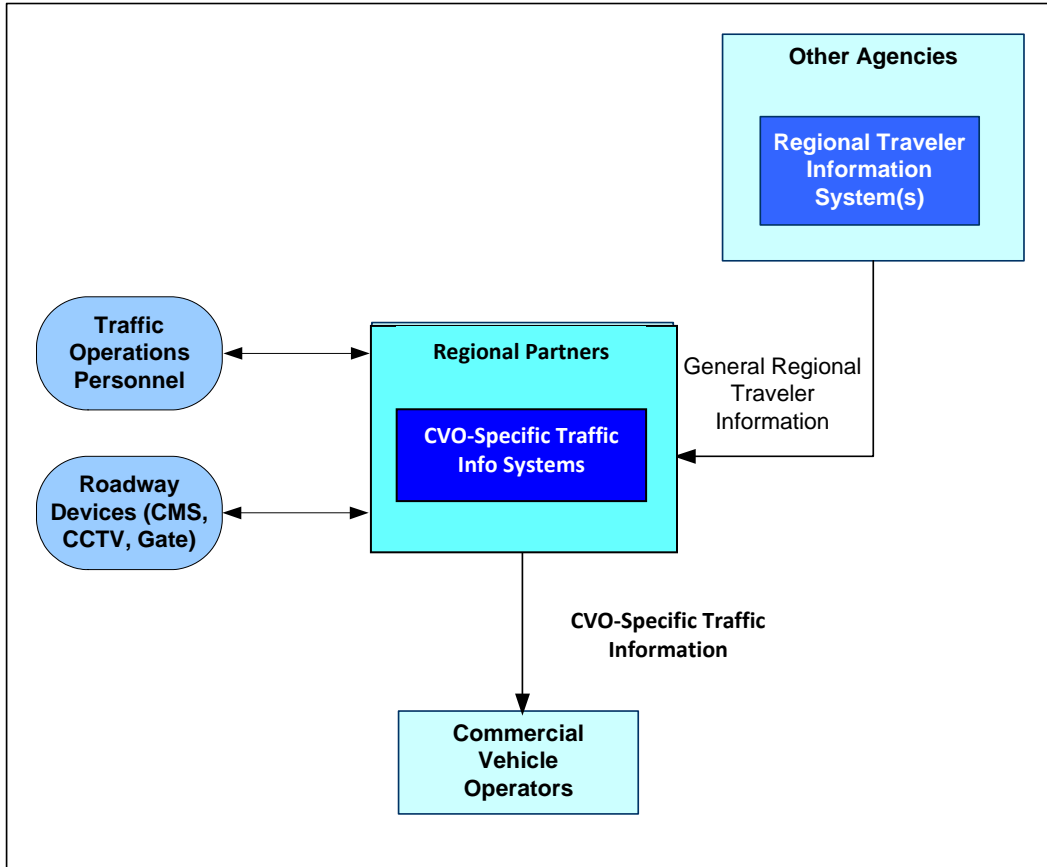 Other Agencies
Regional Traveler
Information
System(s)
Traffic
Operations
Personnel
Regional Partners
General Regional
Traveler
Information
CVO-Specific Traffic
Info Systems
Roadway
Devices (CMS,
CCTV, Gate)
CVO-Specific Traffic
Information
Commercial
Vehicle
Operators